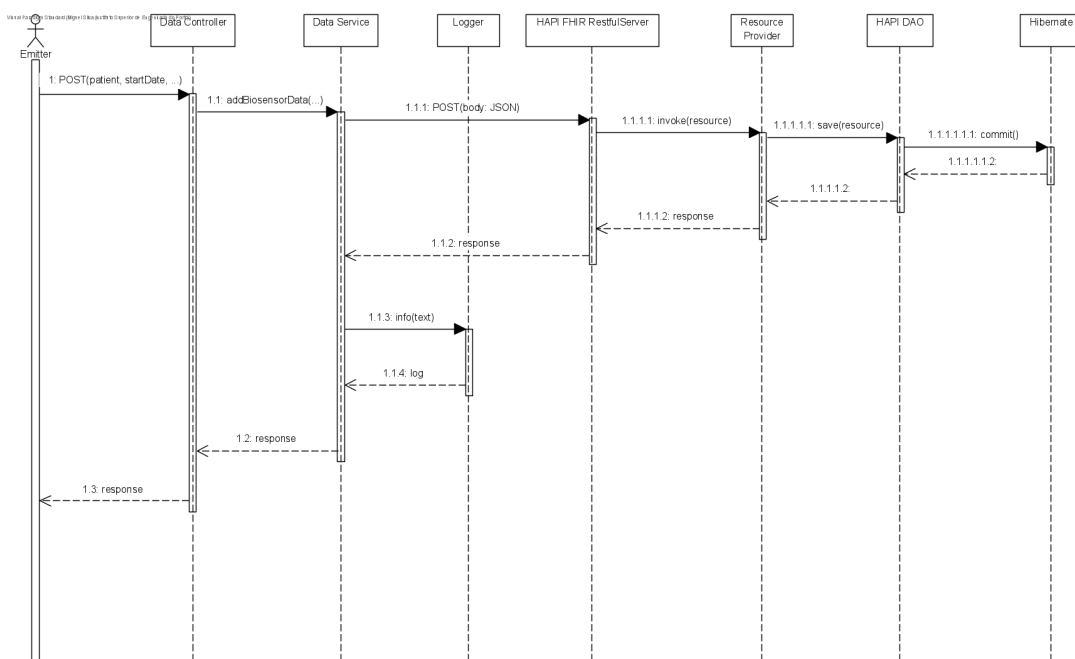 Data Controller
Data Service
Logger
HAPI FHIR RestfulServer
Resource
Provider
HAPI DAO
Hibernate
Emitter
1: POST(patient, startDate, ...)
1.1: addBiosensorData(...)
1.1.1: POST(body: JSON)
1.1.1.1: invoke(resource)
1.1.1.1.1: save(resource)
1.1.1.1.1.1: commit()
1.1.1.1.1.2:
1.1.1.1.2:
1.1.1.2: response
1.1.2: response
1.1.3: info(text)
1.1.4: log
1.2: response
1.3: response